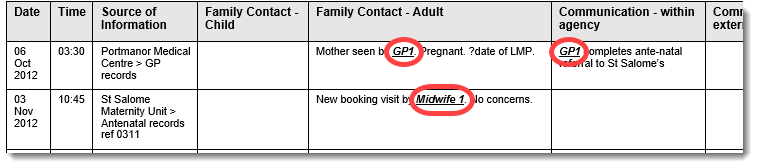 Date
Time
Source of
Information
Family Contact -
Child
Family Contact - Adult
Communication - within
agency
Comm
extern
06
Oct
2012
03:30
Portmanor Medical
Centre > GP
records
Mother seen by GP1. Pregnant. ?date of LMP.
GP1 completes ante-natal
referral to St Salome's
03
Nov
2012
10:45
St Salome
Maternity Unit >
Antenatal records
ref 0311
New booking visit by Midwife 1. No concerns.